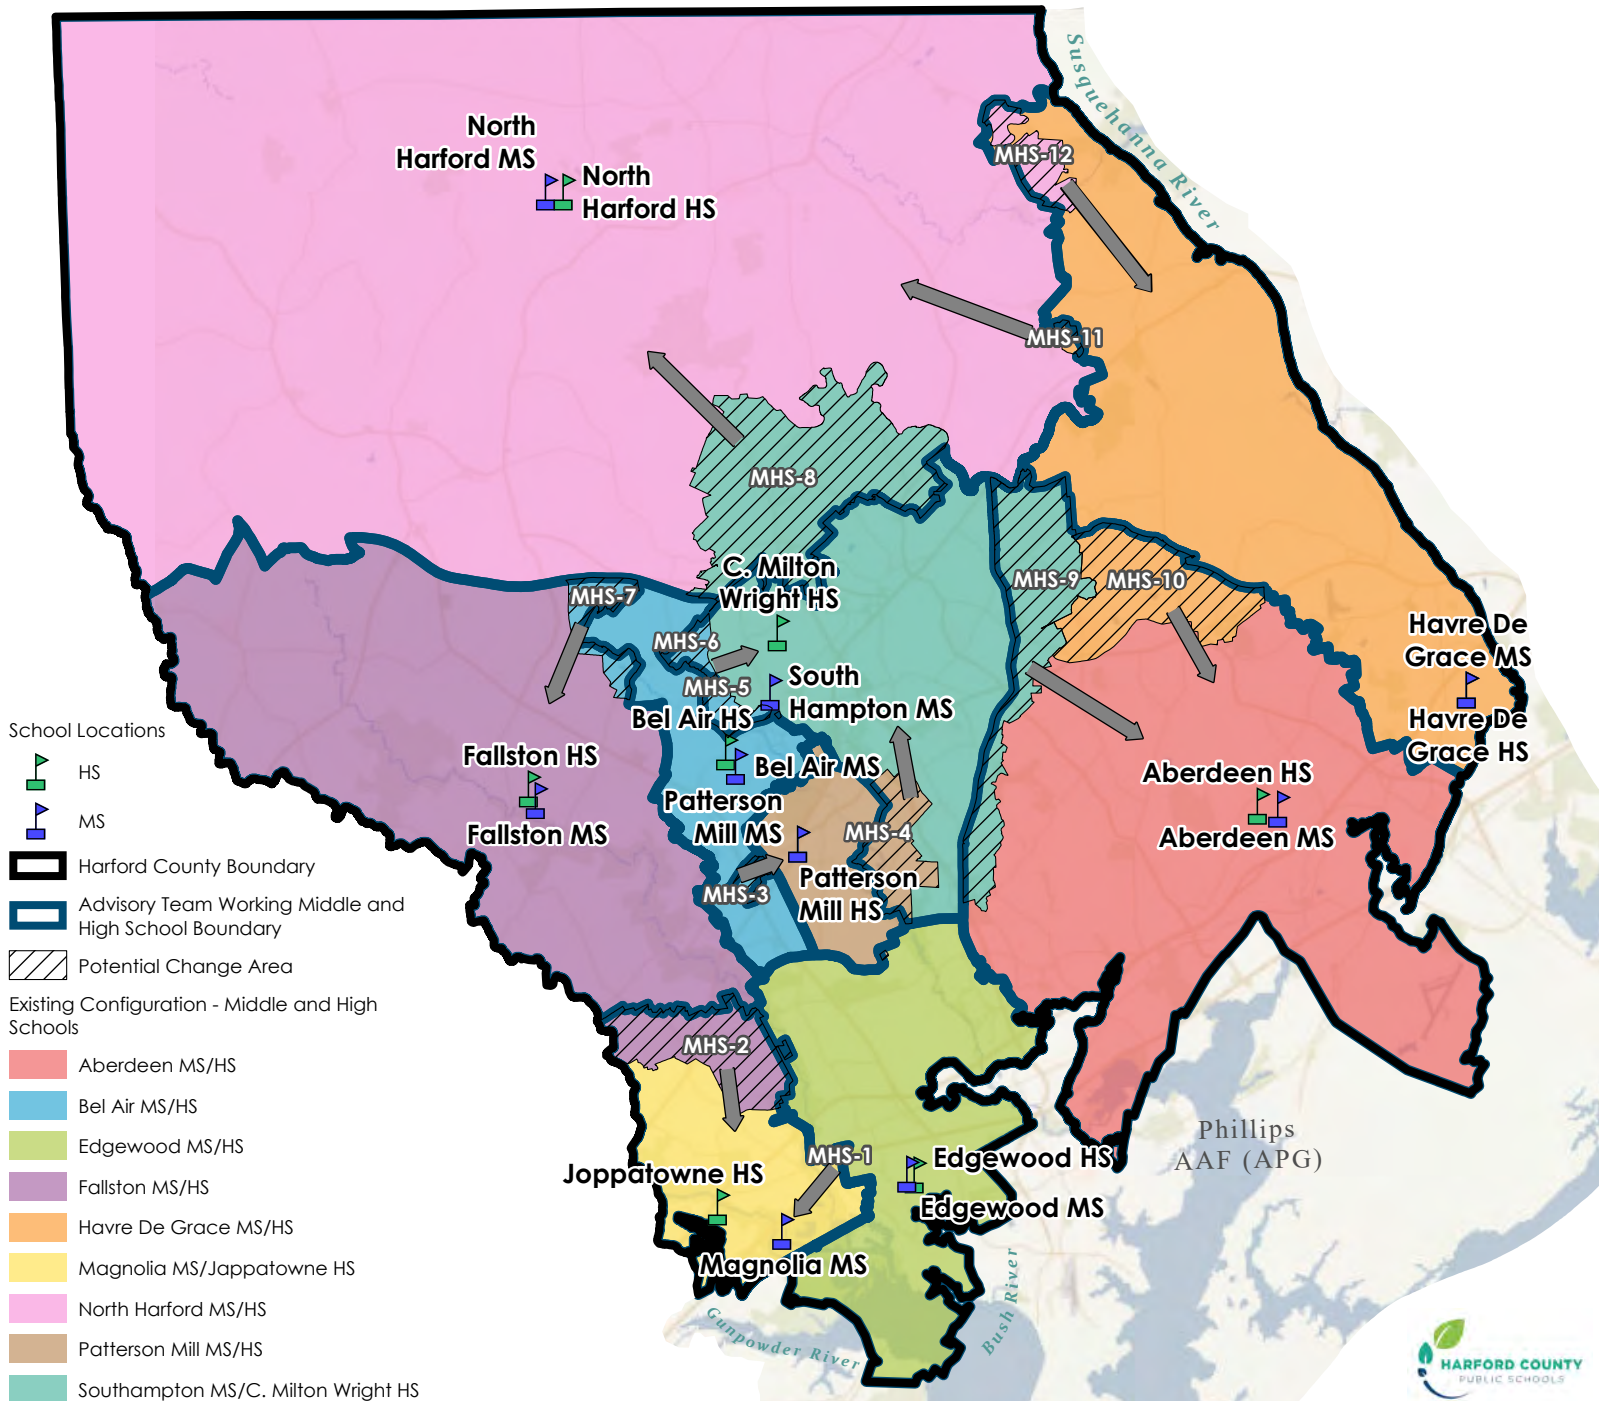 Susquehanna River
North
Harford MS
North
Harford HS
MHS-12
MHS-11
MHS-8
C. Milton
Wright HS
MHS-9
MHS-10
MHS-7
MHS-6
MHS-5
Havre De
Grace MS
Havre De
Grace HS
South
Hampton MS
Bel Air HS
Bel Air MS
Fallston HS
Fallston MS
Patterson
Mill MS
MHS-4
Patterson
Mill HS
MHS-3
Aberdeen HS
Aberdeen MS
MHS-2
MHS-1
Joppatowne HS
Magnolia MS
Edgewood HS
Edgewood MS
Phillips
AAF (APG)
Gunpowder River
Bush River
School Locations
HS
MS
Harford County Boundary
Advisory Team Working Middle and
High School Boundary
Potential Change Area
Existing Configuration - Middle and High
Schools
Aberdeen MS/HS
Bel Air MS/HS
Edgewood MS/HS
Fallston MS/HS
Havre De Grace MS/HS
Magnolia MS/Jappatowne HS
North Harford MS/HS
Patterson Mill MS/HS
Southampton MS/C. Milton Wright HS
HARFORD COUNTY
PUBLIC SCHOOLS